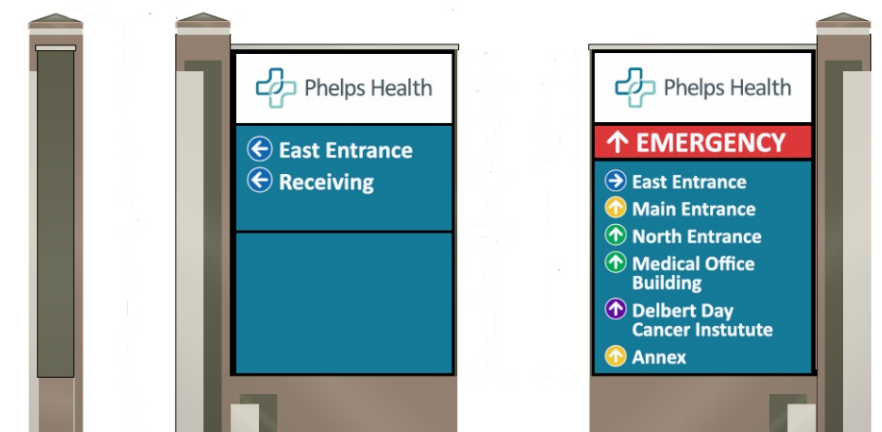 Phelps Health
East Entrance
Receiving
Phelps Health
EMERGENCY
East Entrance
Main Entrance
North Entrance
Medical Office
Building
Delbert Day
Cancer Instutute
Annex